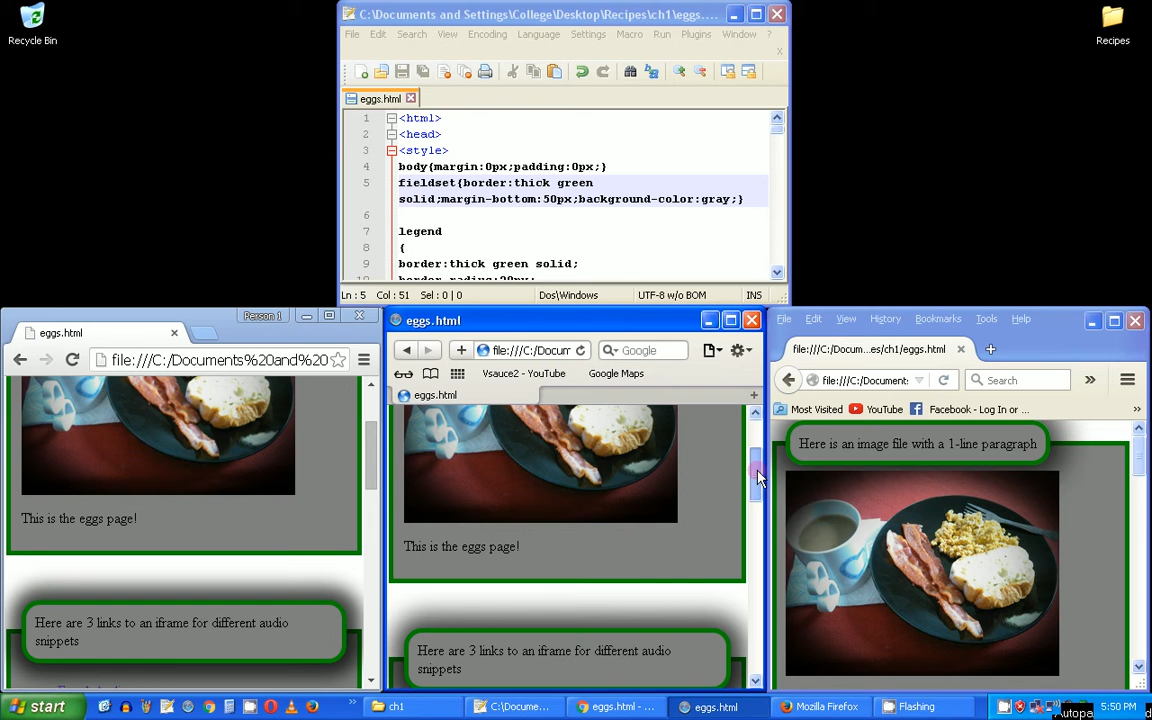 Recycle Bin
Recipes
C:\Documents and Settings\College\Desktop\Recipes\ch1\eggs....
File Edit Search View Encoding Language Settings Macro Run Plugins Window ?
X
eggs.html
1 <html>
2 <head>
3 <style>
4 body{margin:0px;padding:0px;}
5 fieldset{border:thick green
solid;margin-bottom:50px;background-color:gray;}
6
7 legend
8 {
9 border:thick green solid;
10 border-radius:20px;
Ln : 5 Col : 51 Sel : 0 | 0 Dos\Windows UTF-8 w/o BOM INS
Person 1
eggs.html
file:///C:/Documents%20and%20
This is the eggs page!
Here are 3 links to an iframe for different audio
snippets
eggs.html
file:///C:/Docum
Google
Vsauce2 - YouTube Google Maps
eggs.html
This is the eggs page!
Here are 3 links to an iframe for different audio
snippets
File Edit View History Bookmarks Tools Help
file:///C:/Docum...es/ch1/eggs.html
file:///C:/Document:
Search
Most Visited YouTube Facebook - Log In or ...
Here is an image file with a 1-line paragraph
start
ch1
C:\Docume...
eggs.html - ...
eggs.html
Mozilla Firefox
Flashing
5:50 PM
Autopa